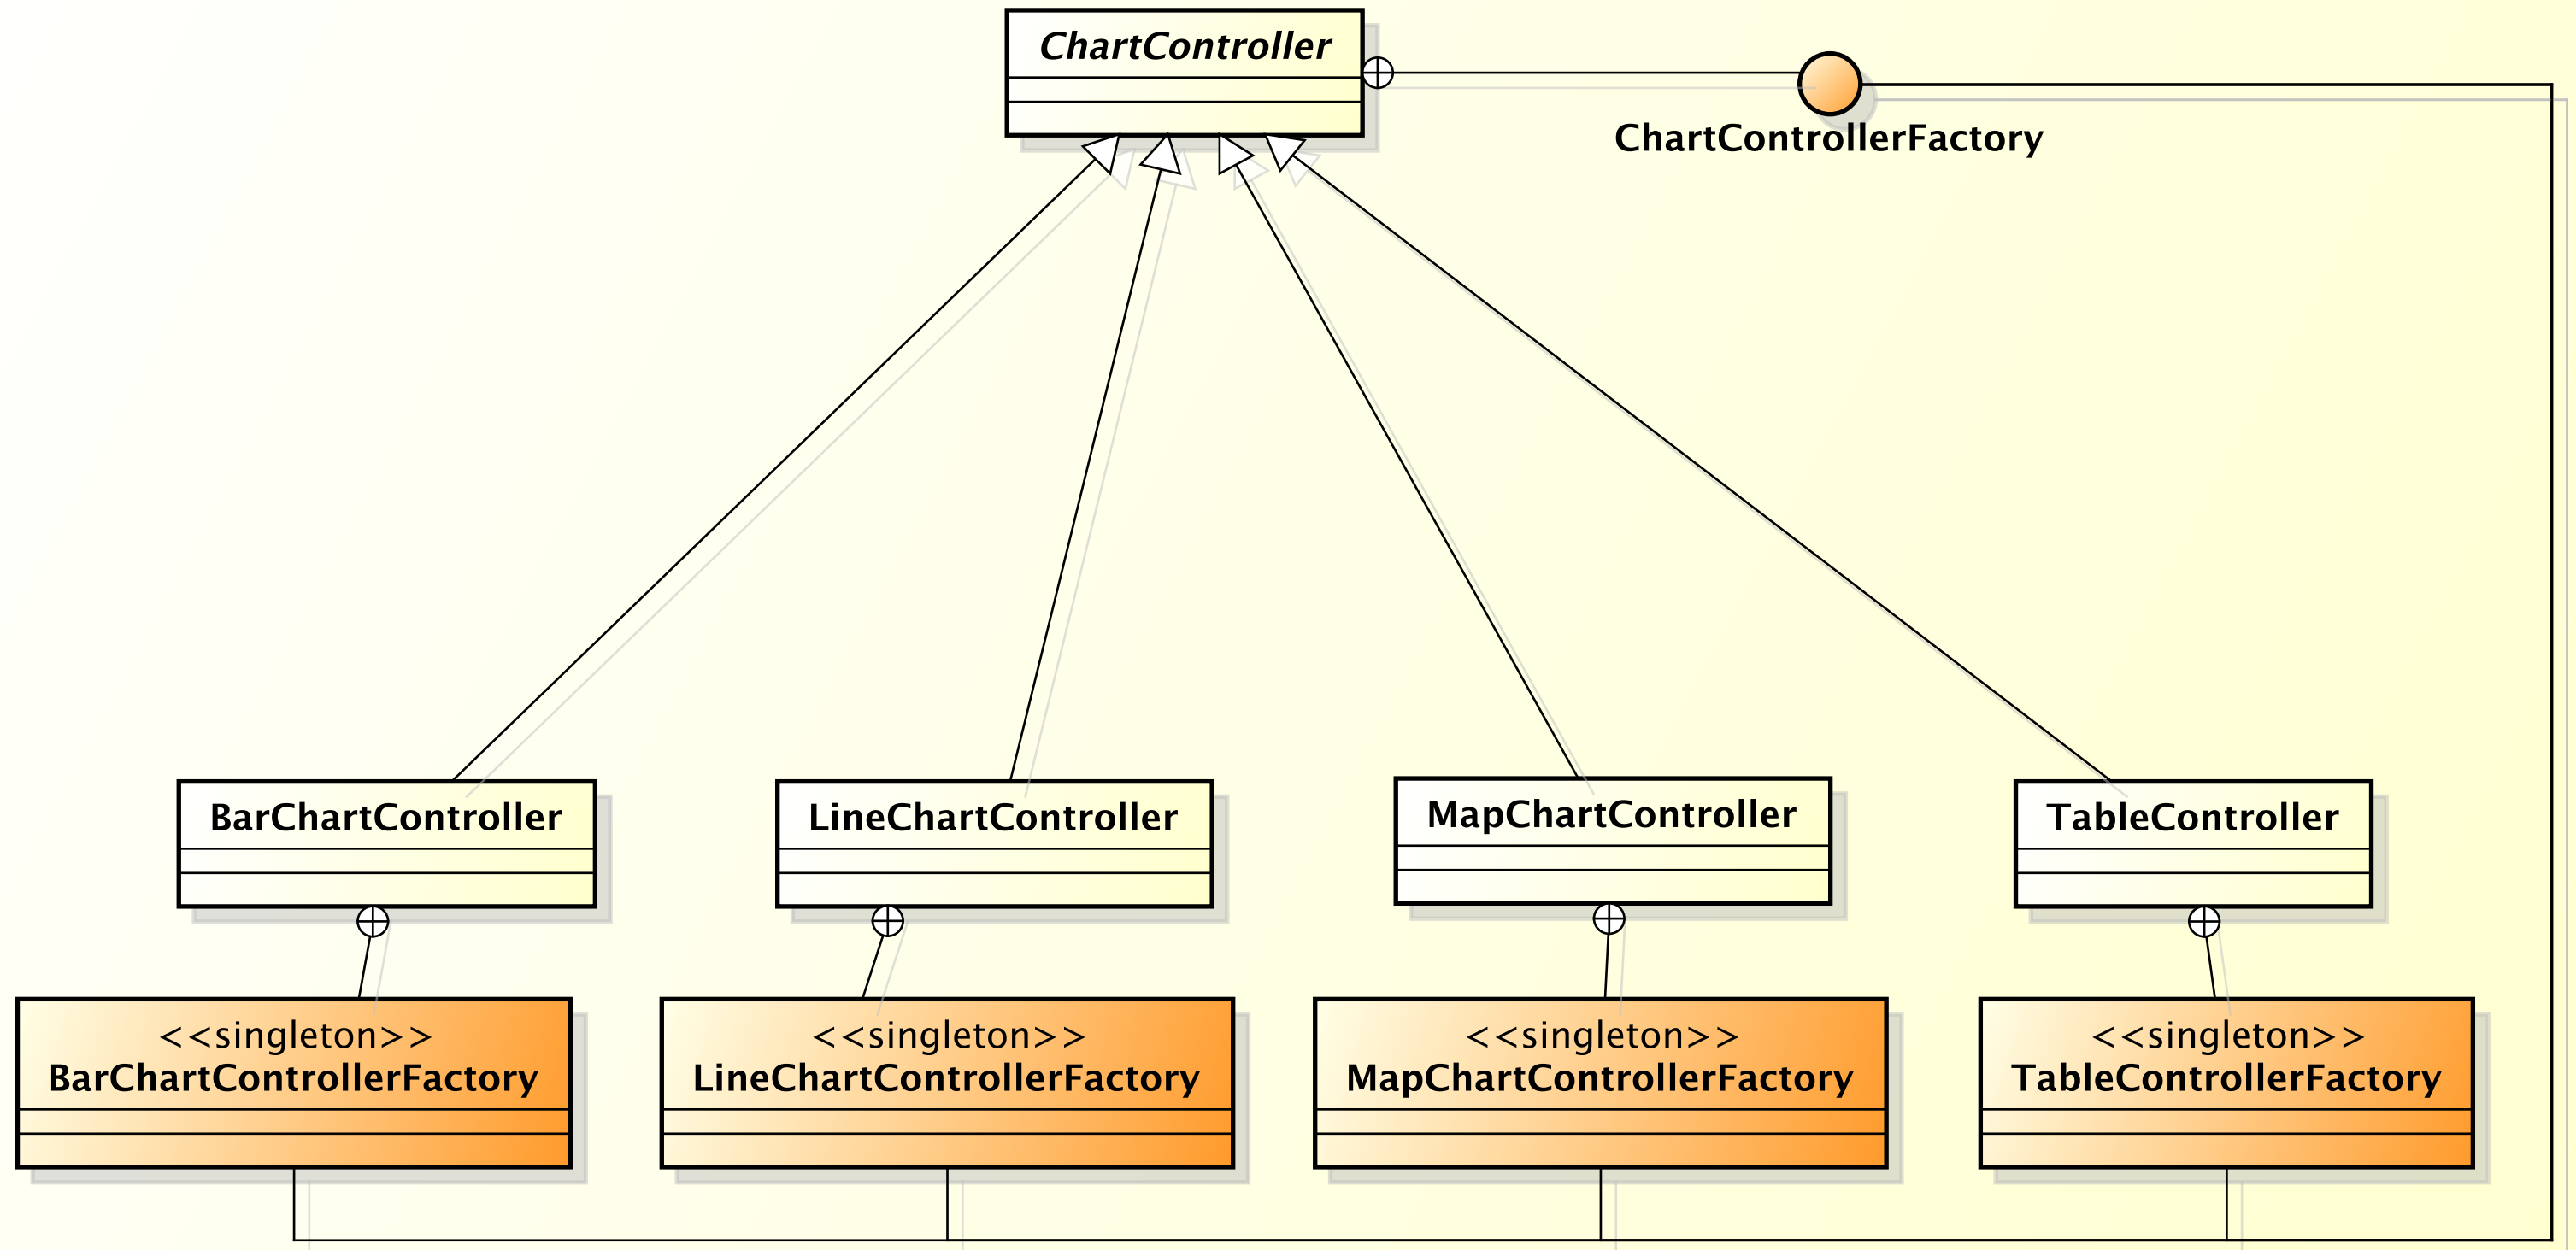 ChartController
ChartControllerFactory
BarChartController
LineChartController
MapChartController
TableController
<<singleton>>
BarChartControllerFactory
<<singleton>>
LineChartControllerFactory
<<singleton>>
MapChartControllerFactory
<<singleton>>
TableControllerFactory